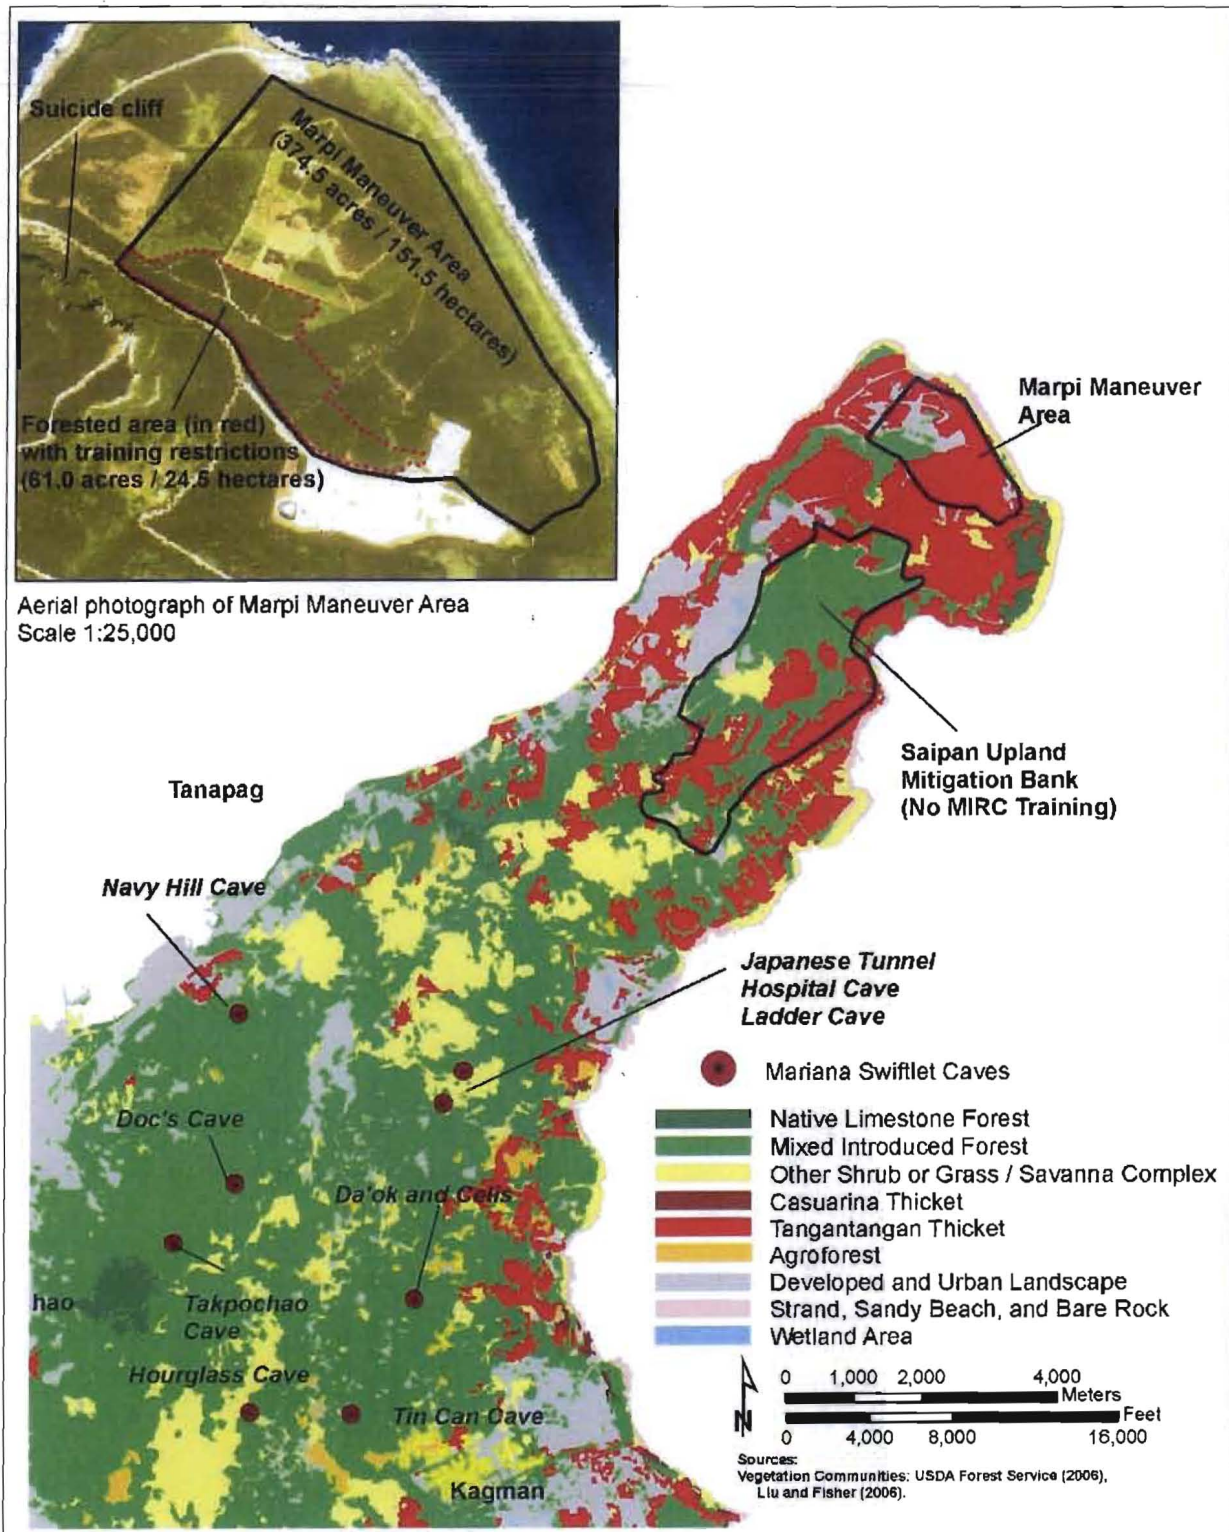 Suicide cliff
Marpi Maneuver Area
(374.5 acres / 151.5 hectares)
Forested area (in red)
with training restrictions
(61.0 acres / 24.5 hectares)
Aerial photograph of Marpi Maneuver Area
Scale 1:25,000
Marpi Maneuver
Area
Saipan Upland
Mitigation Bank
(No MIRC Training)
Tanapag
Navy Hill Cave
Japanese Tunnel
Hospital Cave
Ladder Cave
Doc's Cave
Da'ok and Celis
hao
Takpochao
Cave
Hourglass Cave
Tin Can Cave
Kagman
Mariana Swiftlet Caves
Native Limestone Forest
Mixed Introduced Forest
Other Shrub or Grass / Savanna Complex
Casuarina Thicket
Tangantangan Thicket
Agroforest
Developed and Urban Landscape
Strand, Sandy Beach, and Bare Rock
Wetland Area
N
0 1,000 2,000 4,000
Meters
Feet
0 4,000 8,000 16,000
Sources:
Vegetation Communities: USDA Forest Service (2006),
Liu and Fisher (2006).